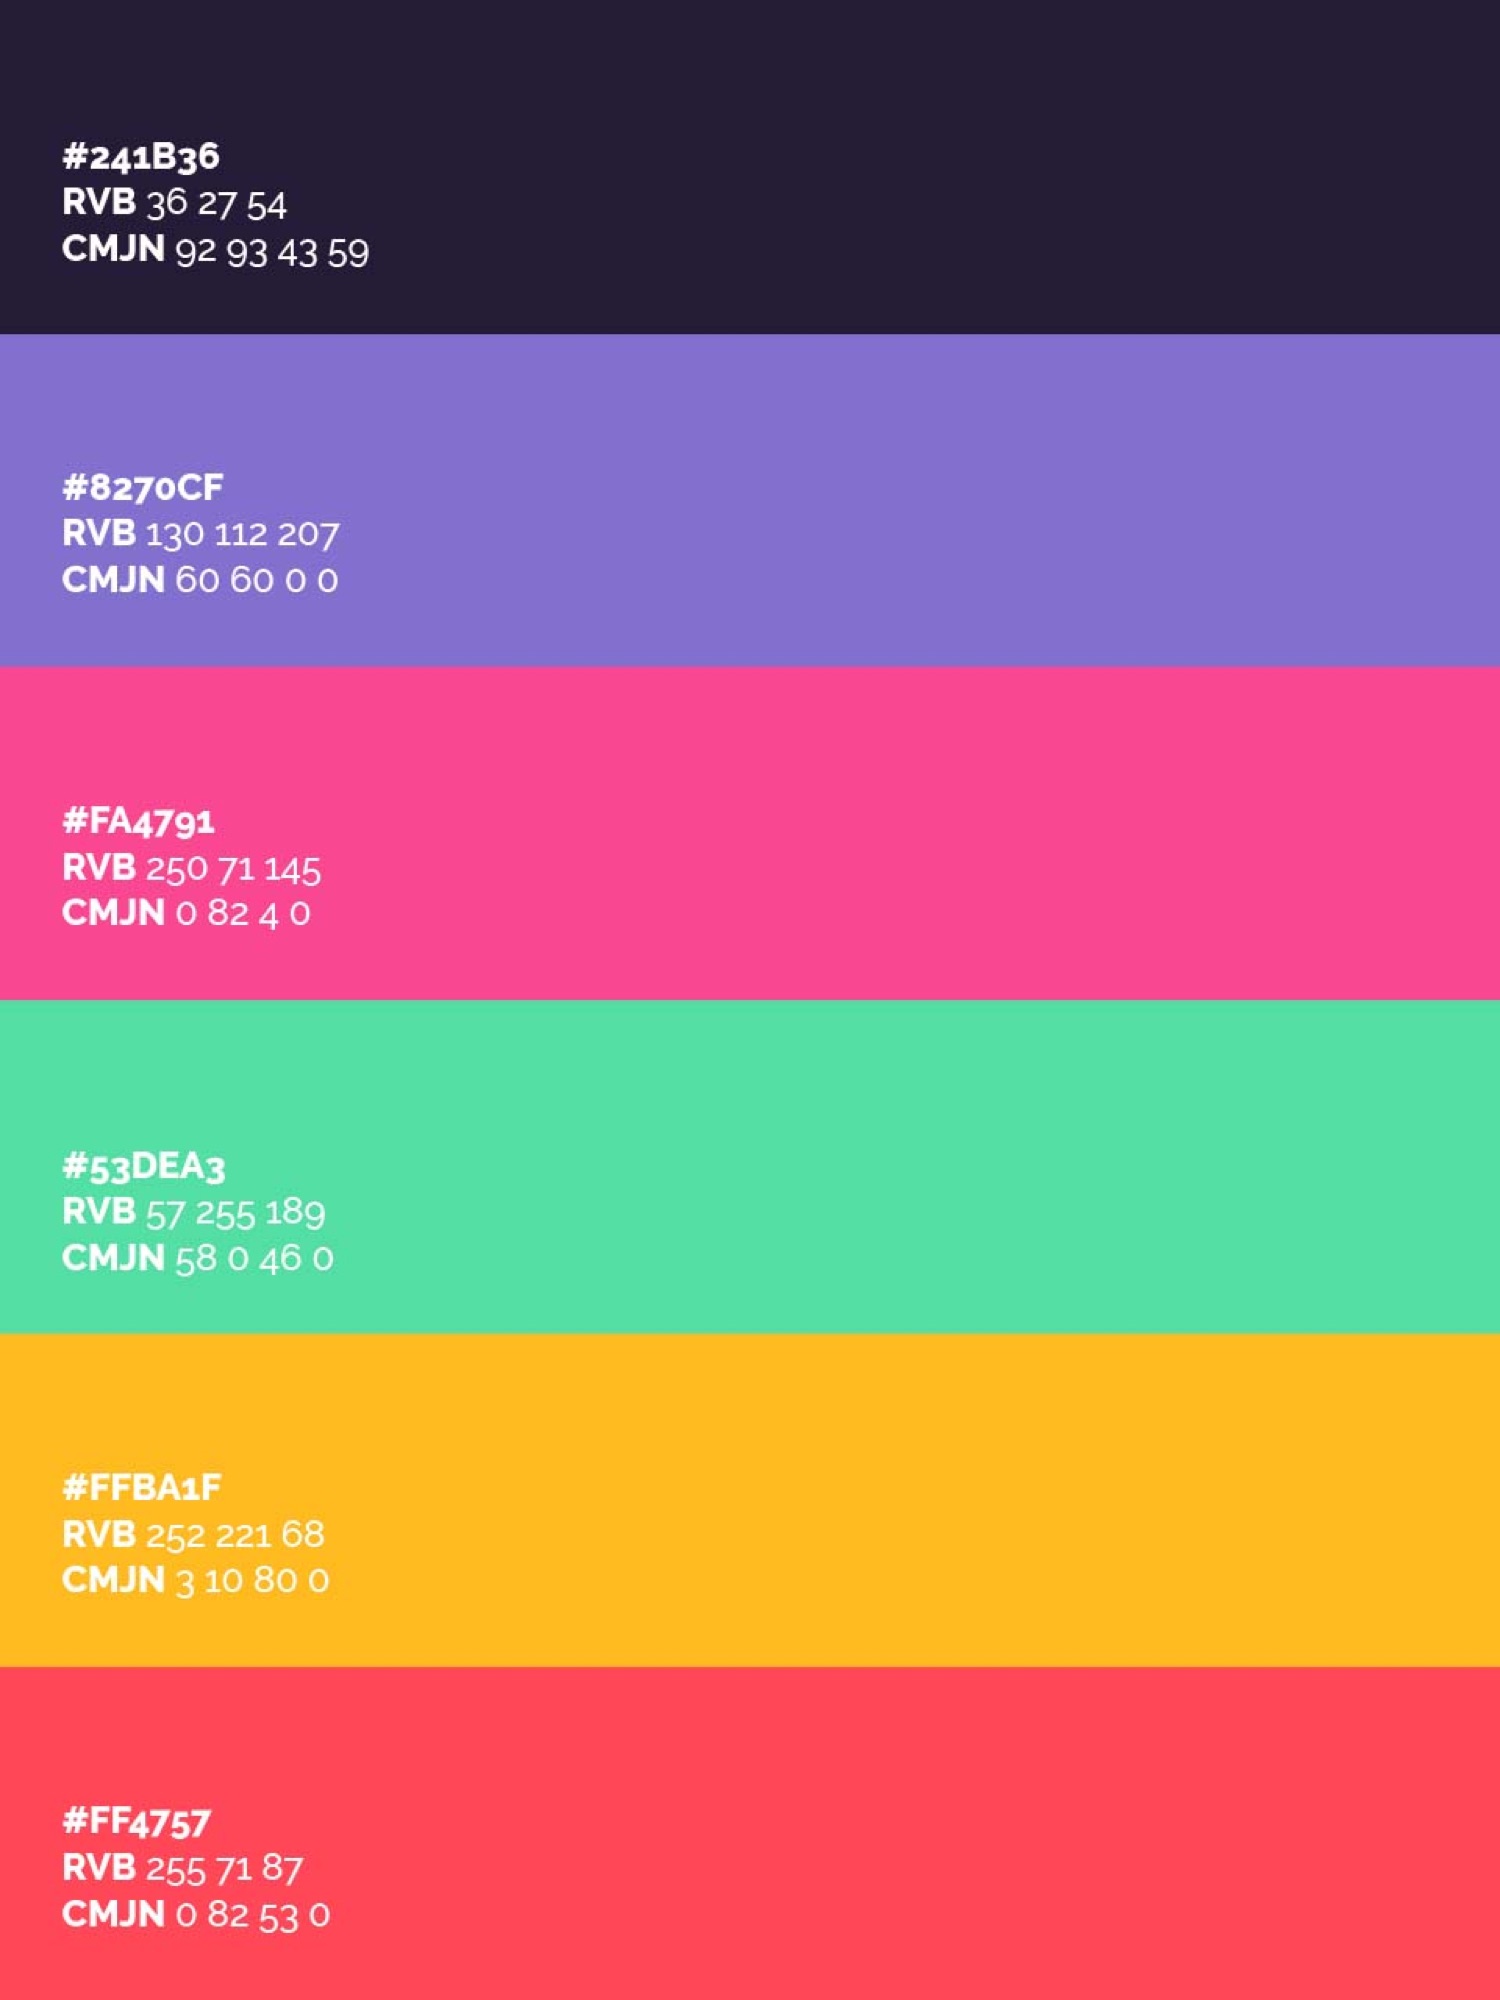 #241B36
RVB 36 27 54
CMJN 92 93 43 59
#8270CF
RVB 130 112 207
CMJN 60 60 0 0
#FA4791
RVB 250 71 145
CMJN 0 82 4 0
#53DEA3
RVB 57 255 189
CMJN 58 0 46 0
#FFBA1F
RVB 252 221 68
CMJN 3 10 80 0
#FF4757
RVB 255 71 87
CMJN 0 82 53 0